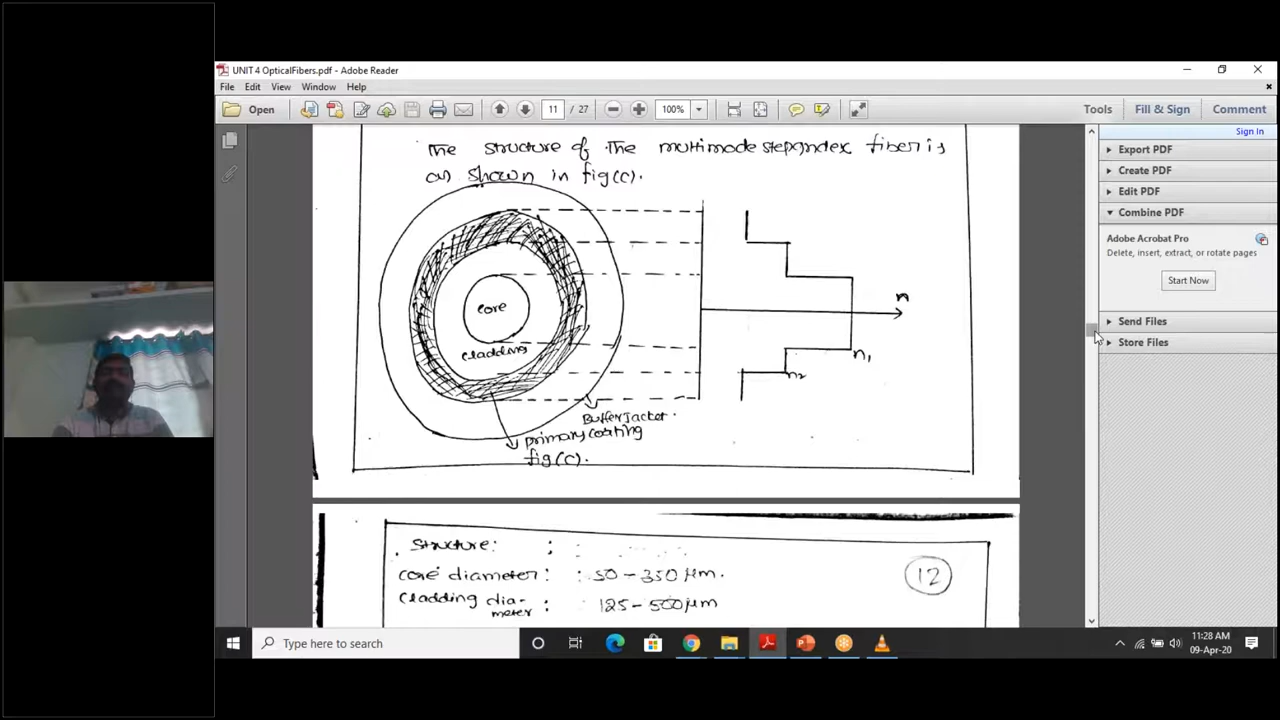 UNIT 4 OpticalFibers.pdf - Adobe Reader
File Edit View Window Help
Open 11 / 27 100% Tools Fill & Sign Comment
Sign In
Export PDF
Create PDF
Edit PDF
Combine PDF
Adobe Acrobat Pro
Delete, insert, extract, or rotate pages
Start Now
Send Files
Store Files
The structure of the multimode step index fiber is
as shown in fig(c).
core
cladding
n
n1
n2
Buffer jacket.
primary coating
fig(c).
Structure: :
core diameter: : 50-350 μm.
cladding dia-
meter : 125-500 μm
12
Type here to search
11:28 AM
09-Apr-20